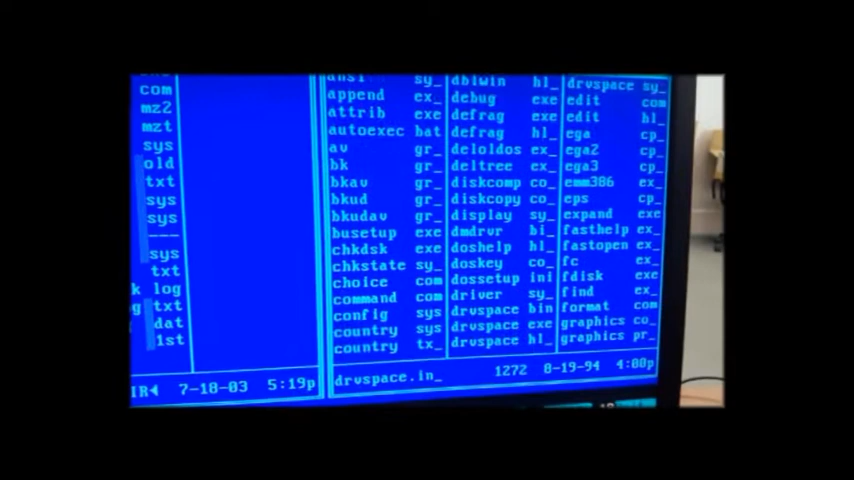 com
mz2
mzt
sys
old
txt
sys
sys
sys
txt
k log
g txt
dat
1st
IR◄ 7-18-03 5:19p
ansi sy_
append ex_
attrib exe
autoexec bat
av gr_
bk gr_
bkav gr_
bkud gr_
bkudav gr_
busetup exe
chkdsk exe
chkstate sy_
choice com
command com
config sys
country sys
country tx_
dblwin hl_
debug exe
defrag exe
defrag hl_
deloldos ex_
deltree ex_
diskcomp co_
diskcopy co_
display sy_
dmdrvr bi_
doshelp hl_
doskey co_
dossetup ini
driver sy_
drvspace bin
drvspace exe
drvspace hl_
drvspace sy_
edit com
edit hl_
ega cp_
ega2 cp_
ega3 cp_
emm386 ex_
eps cp_
expand exe
fasthelp ex_
fastopen ex_
fc ex_
fdisk exe
find ex_
format com
graphics co_
graphics pr_
drvspace.in_ 1272 8-19-94 4:00p